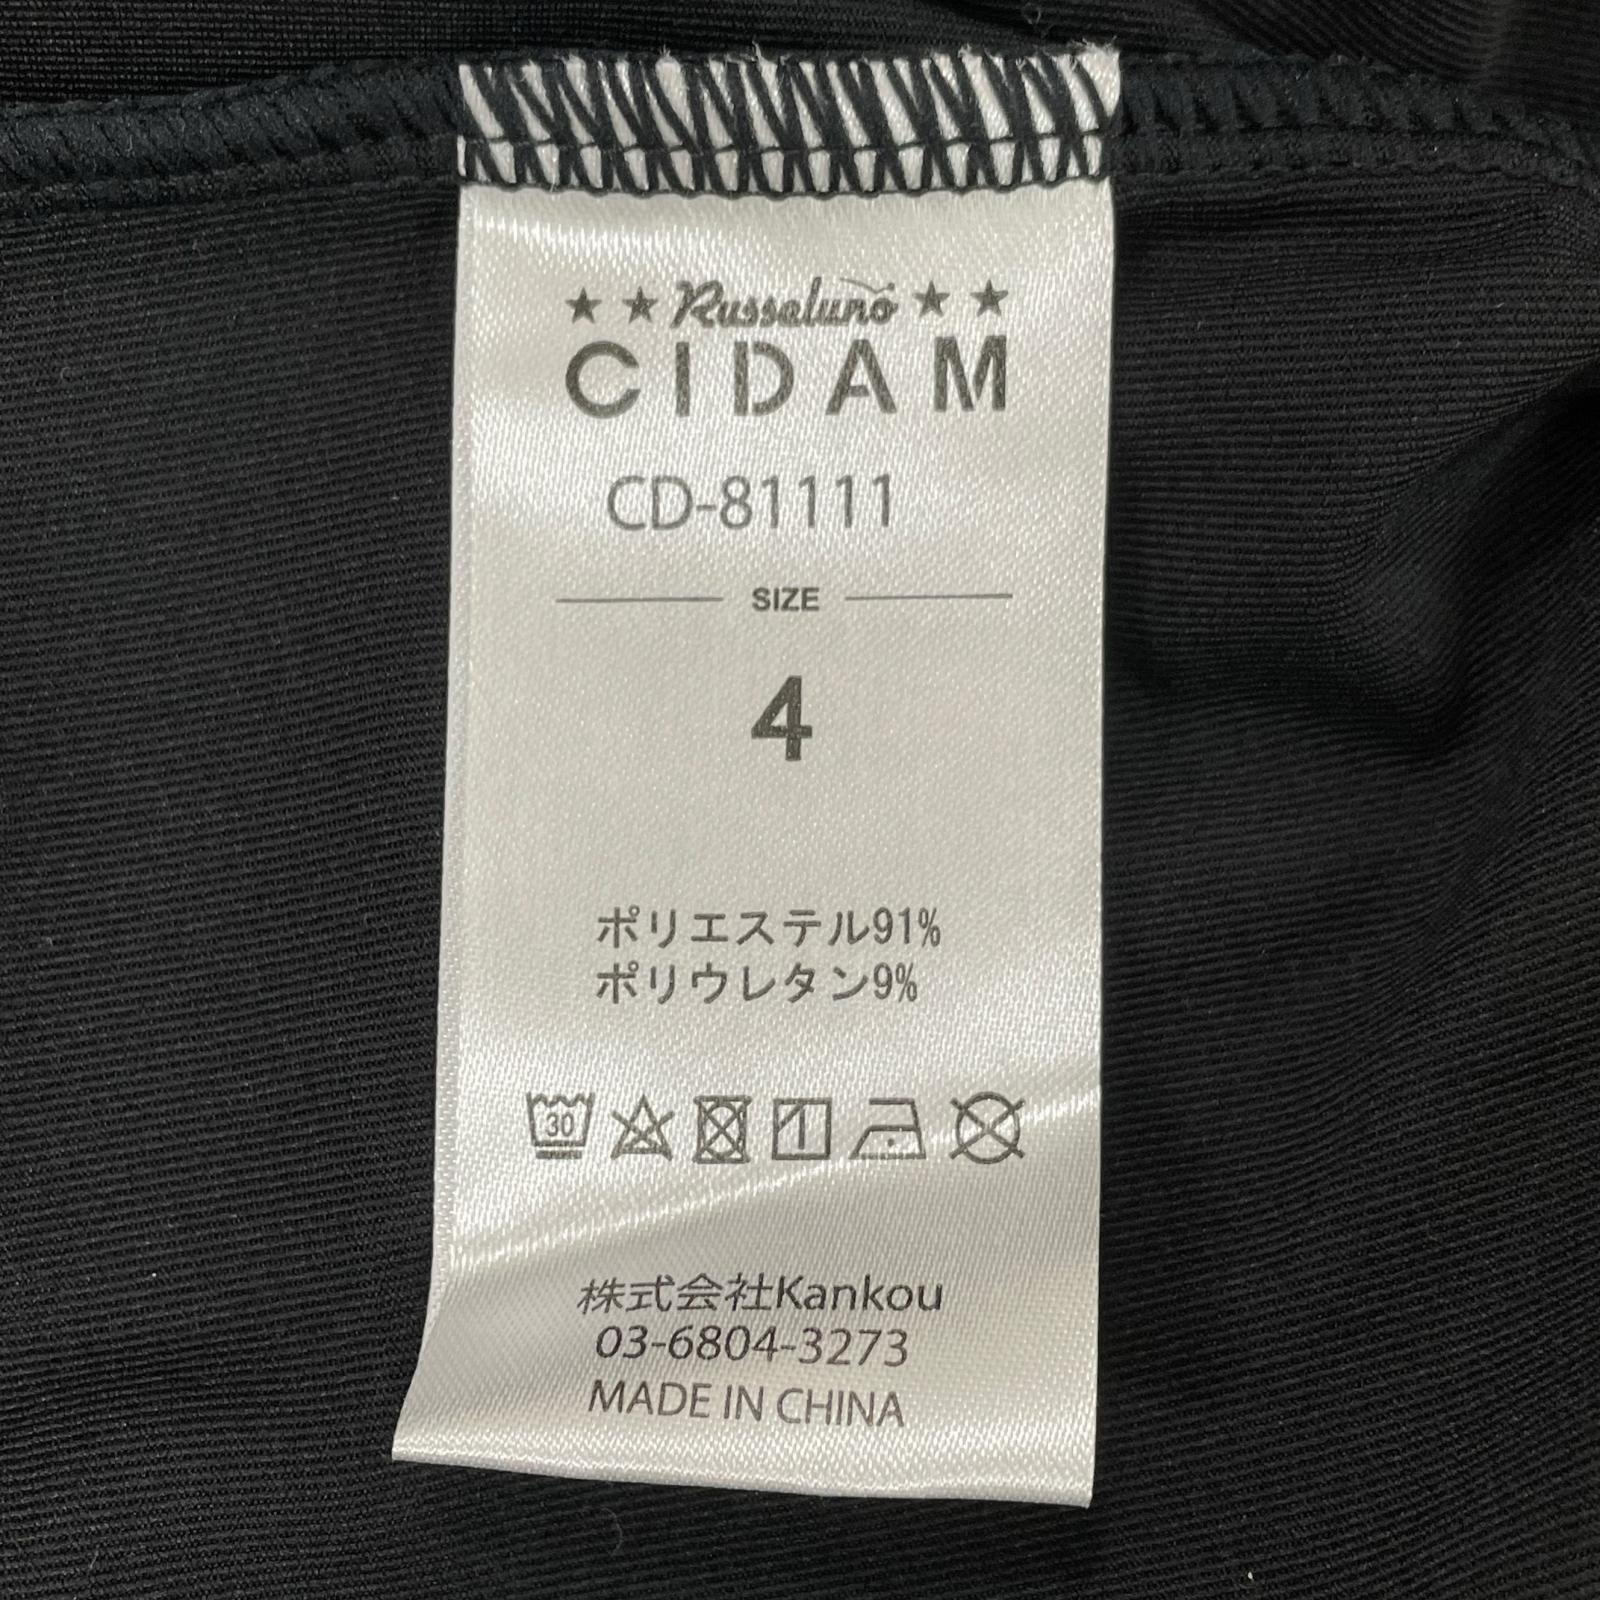 ★ ★ Russeluno ★ ★
CIDAM
CD-81111
SIZE
4
ポリエステル91%
ポリウレタン9%
30
株式会社Kankou
03-6804-3273
MADE IN CHINA